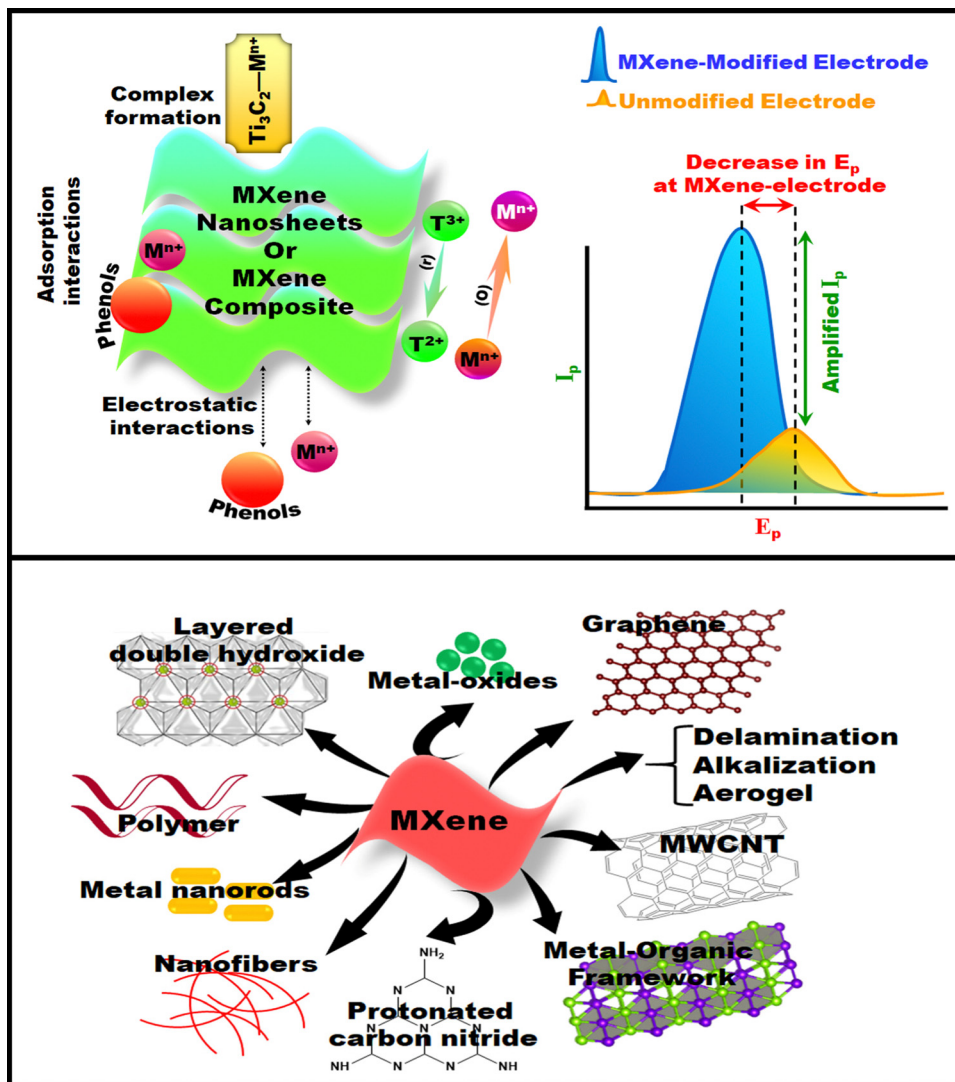 Complex
formation
Ti₃C₂—Mⁿ⁺
MXene-Modified Electrode
Unmodified Electrode
Adsorption
interactions
MXene
Nanosheets
Or
MXene
Composite
Mⁿ⁺
Phenols
T³⁺
(r)
T²⁺
Mⁿ⁺
(o)
Mⁿ⁺
Electrostatic
interactions
Mⁿ⁺
Phenols
Decrease in Eₚ
at MXene-electrode
Iₚ
Amplified Iₚ
Eₚ
Layered
double hydroxide
Metal-oxides
Graphene
Delamination
Alkalization
Aerogel
Polymer
MXene
MWCNT
Metal nanorods
Nanofibers
Metal-Organic
Framework
NH₂
N
N
N
N
N
Protonated
carbon nitride
N
N
NH
N
N
NH